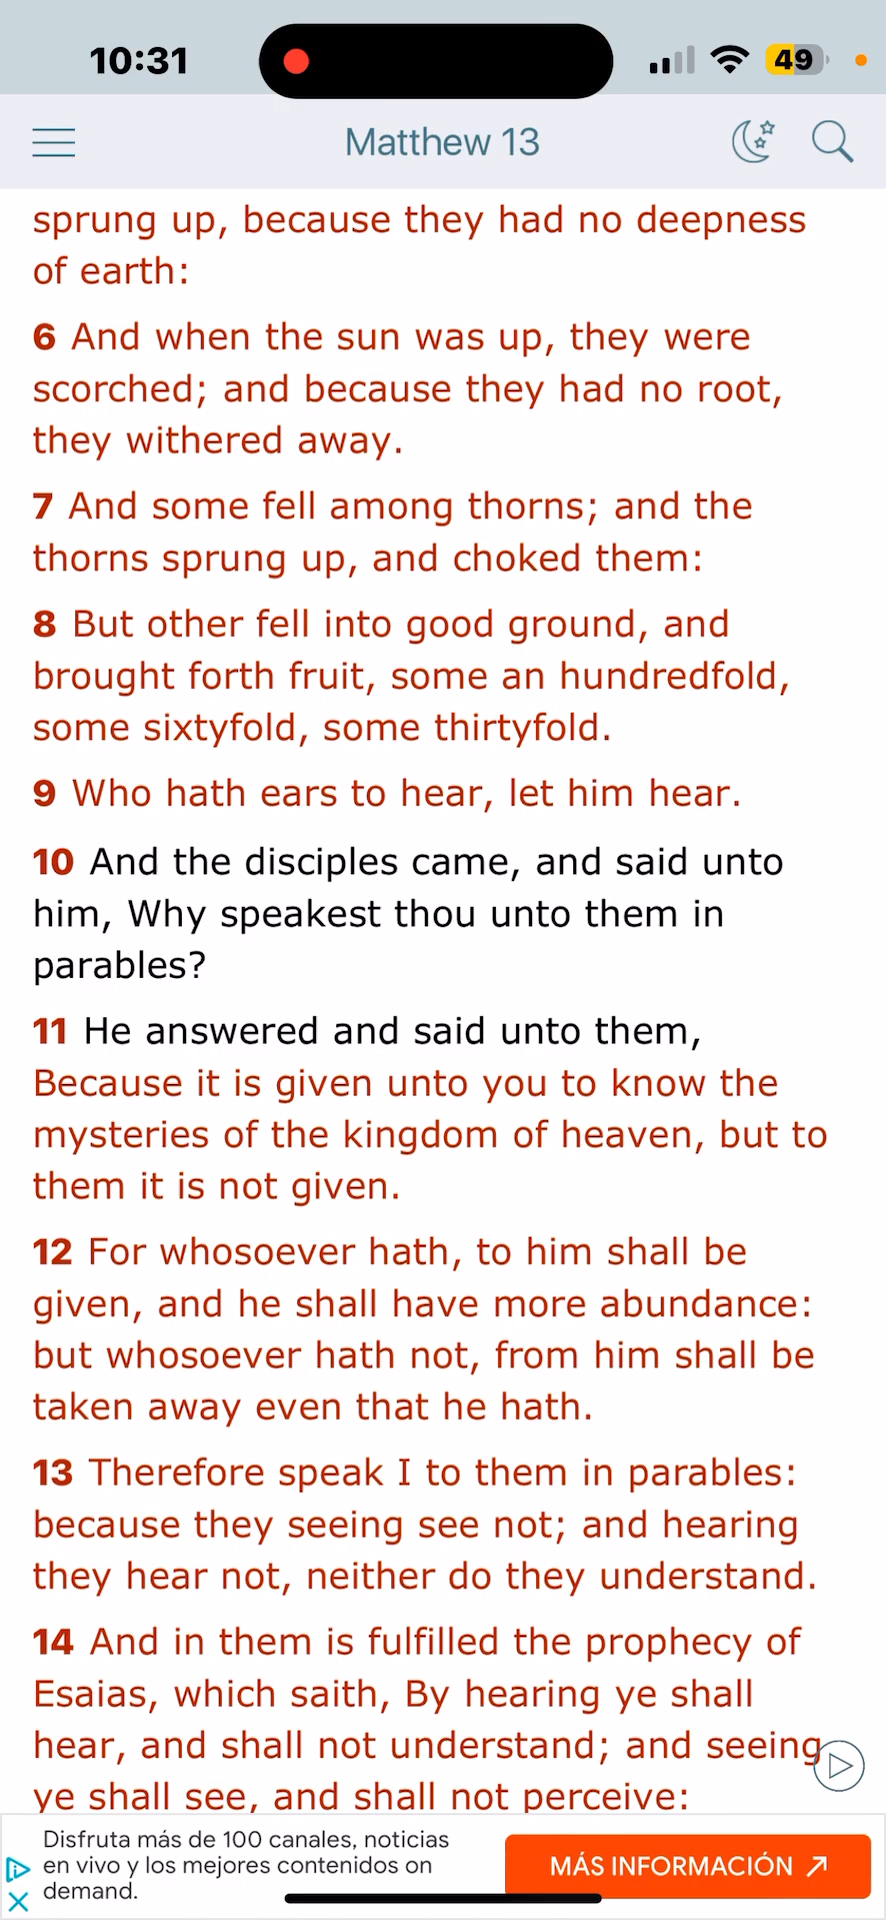 10:31
49
Matthew 13
sprung up, because they had no deepness
of earth:
6 And when the sun was up, they were
scorched; and because they had no root,
they withered away.
7 And some fell among thorns; and the
thorns sprung up, and choked them:
8 But other fell into good ground, and
brought forth fruit, some an hundredfold,
some sixtyfold, some thirtyfold.
9 Who hath ears to hear, let him hear.
10 And the disciples came, and said unto
him, Why speakest thou unto them in
parables?
11 He answered and said unto them,
Because it is given unto you to know the
mysteries of the kingdom of heaven, but to
them it is not given.
12 For whosoever hath, to him shall be
given, and he shall have more abundance:
but whosoever hath not, from him shall be
taken away even that he hath.
13 Therefore speak I to them in parables:
because they seeing see not; and hearing
they hear not, neither do they understand.
14 And in them is fulfilled the prophecy of
Esaias, which saith, By hearing ye shall
hear, and shall not understand; and seeing
ye shall see, and shall not perceive:
Disfruta más de 100 canales, noticias
en vivo y los mejores contenidos on
demand.
MÁS INFORMACIÓN